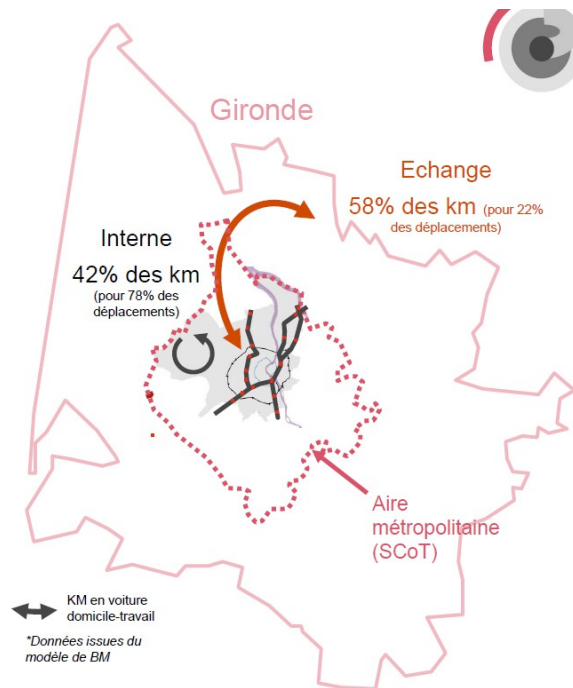 Gironde
Echange
58% des km (pour 22%
des déplacements)
Interne
42% des km
(pour 78% des
déplacements)
Aire
métropolitaine
(SCoT)
KM en voiture
domicile-travail
*Données issues du
modèle de BM